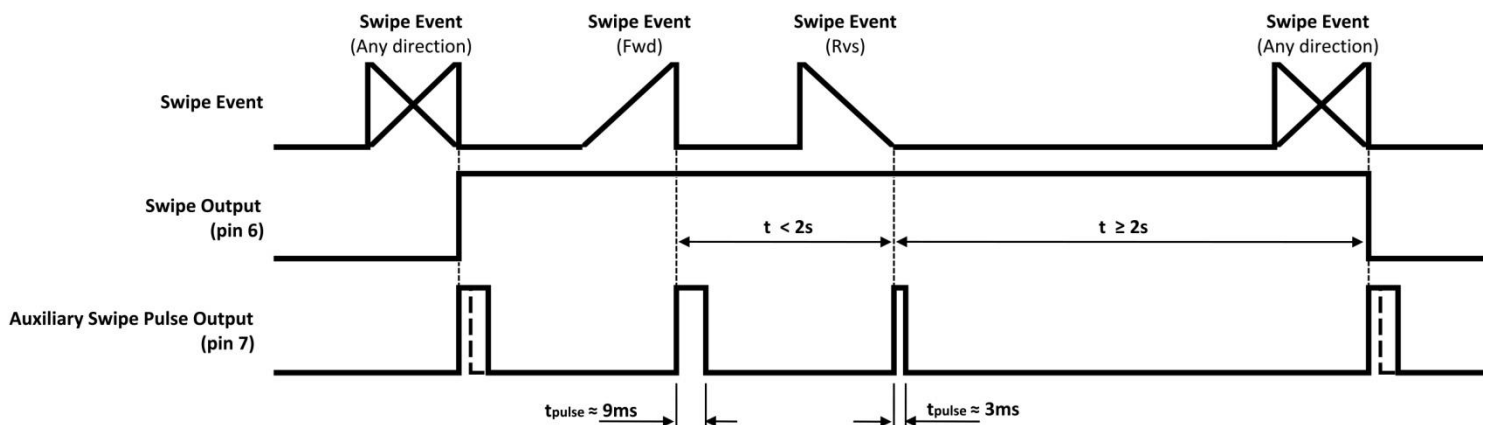 Swipe Event
(Any direction)
Swipe Event
(Fwd)
Swipe Event
(Rvs)
Swipe Event
(Any direction)
Swipe Event
Swipe Output
(pin 6)
t < 2s
t ≥ 2s
Auxiliary Swipe Pulse Output
(pin 7)
tpulse ≈ 9ms
tpulse ≈ 3ms